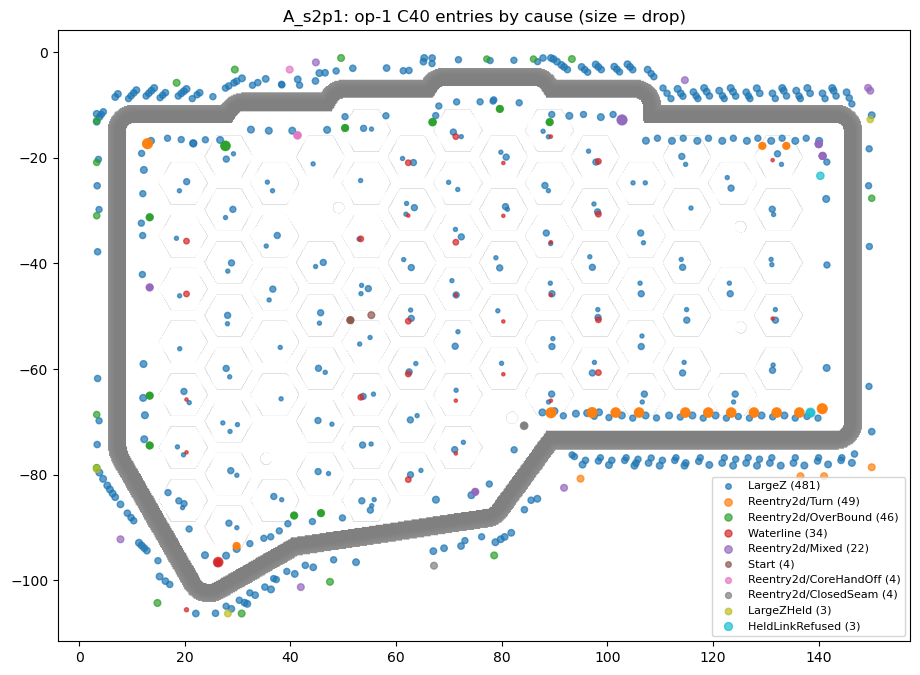 A_s2p1: op-1 C40 entries by cause (size = drop)
0
−20
−40
−60
−80
−100
0
20
40
60
80
100
120
140
LargeZ (481)
Reentry2d/Turn (49)
Reentry2d/OverBound (46)
Waterline (34)
Reentry2d/Mixed (22)
Start (4)
Reentry2d/CoreHandOff (4)
Reentry2d/ClosedSeam (4)
LargeZHeld (3)
HeldLinkRefused (3)